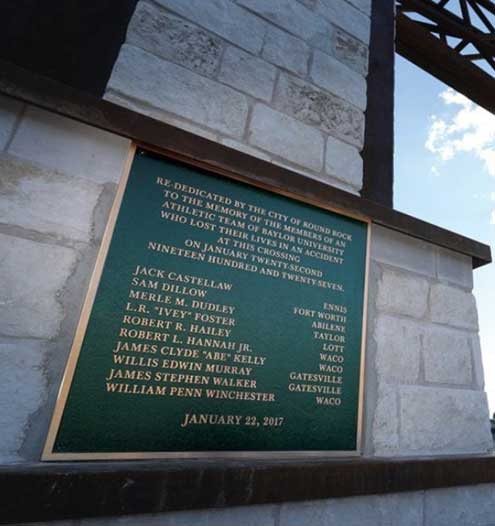 RE-DEDICATED BY THE CITY OF ROUND ROCK
TO THE MEMORY OF THE MEMBERS OF AN
ATHLETIC TEAM OF BAYLOR UNIVERSITY
WHO LOST THEIR LIVES IN AN ACCIDENT
AT THIS CROSSING
ON JANUARY TWENTY-SECOND
NINETEEN HUNDRED AND TWENTY-SEVEN.
JACK CASTELLAW ENNIS
SAM DILLOW FORT WORTH
MERLE M. DUDLEY ABILENE
L.R. "IVEY" FOSTER TAYLOR
ROBERT R. HAILEY LOTT
ROBERT L. HANNAH JR. WACO
JAMES CLYDE "ABE" KELLY WACO
WILLIS EDWIN MURRAY GATESVILLE
JAMES STEPHEN WALKER GATESVILLE
WILLIAM PENN WINCHESTER WACO
JANUARY 22, 2017